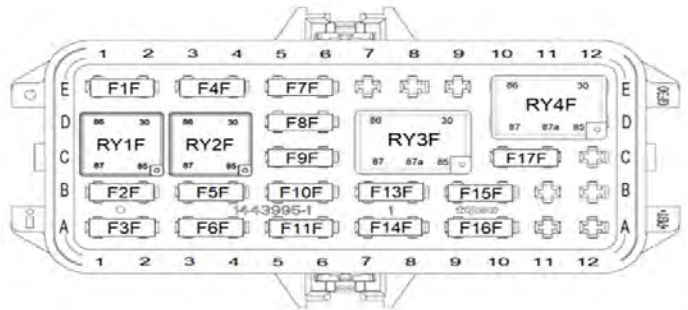 1 2 3 4 5 6 7 8 9 10 11 12
E F1F F4F F7F 86 30 E
RY4F
D 86 30 86 30 F8F 86 30 87 87a 85 D
RY1F RY2F RY3F
C 87 85 87 85 F9F 87 87a 85 F17F C
B F2F F5F F10F F13F F15F B
1443995-1 1
A F3F F6F F11F F14F F16F A
1 2 3 4 5 6 7 8 9 10 11 12